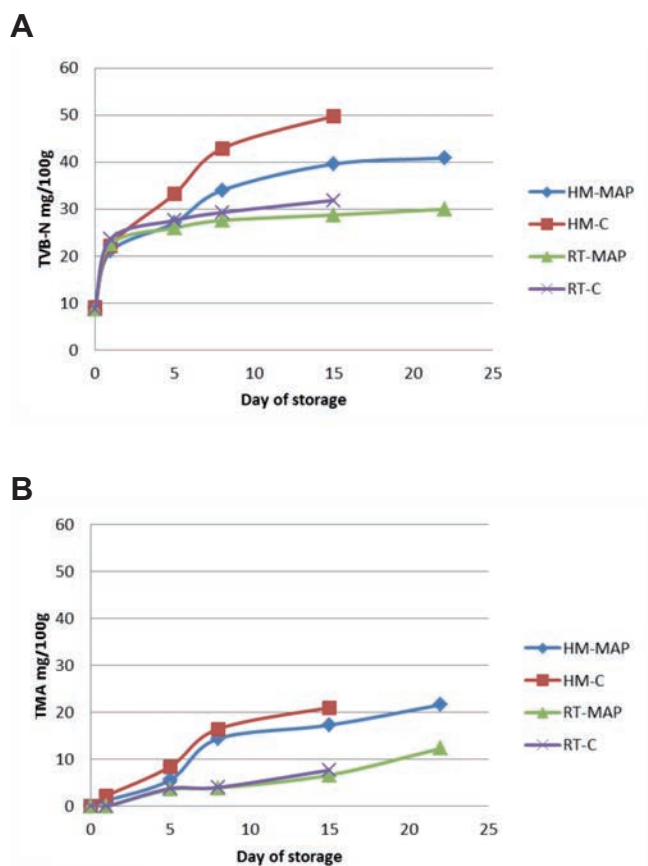 A
60
50
40
30
20
10
0
TVB-N mg/100g
0 5 10 15 20 25
Day of storage
HM-MAP
HM-C
RT-MAP
RT-C
B
60
50
40
30
20
10
0
TMA mg/100g
0 5 10 15 20 25
Day of storage
HM-MAP
HM-C
RT-MAP
RT-C